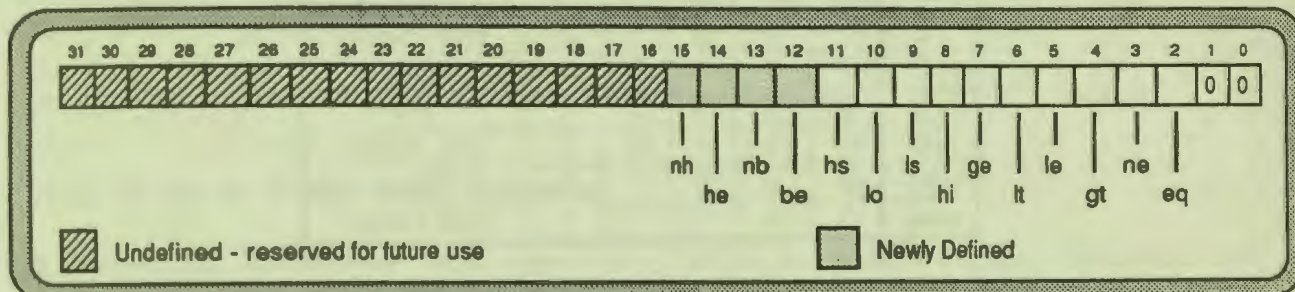 31 30 29 28 27 26 25 24 23 22 21 20 19 18 17 16 15 14 13 12 11 10 9 8 7 6 5 4 3 2 1 0
0 0
nh nb hs ls ge le ne
he be lo hi lt gt eq
Undefined - reserved for future use
Newly Defined